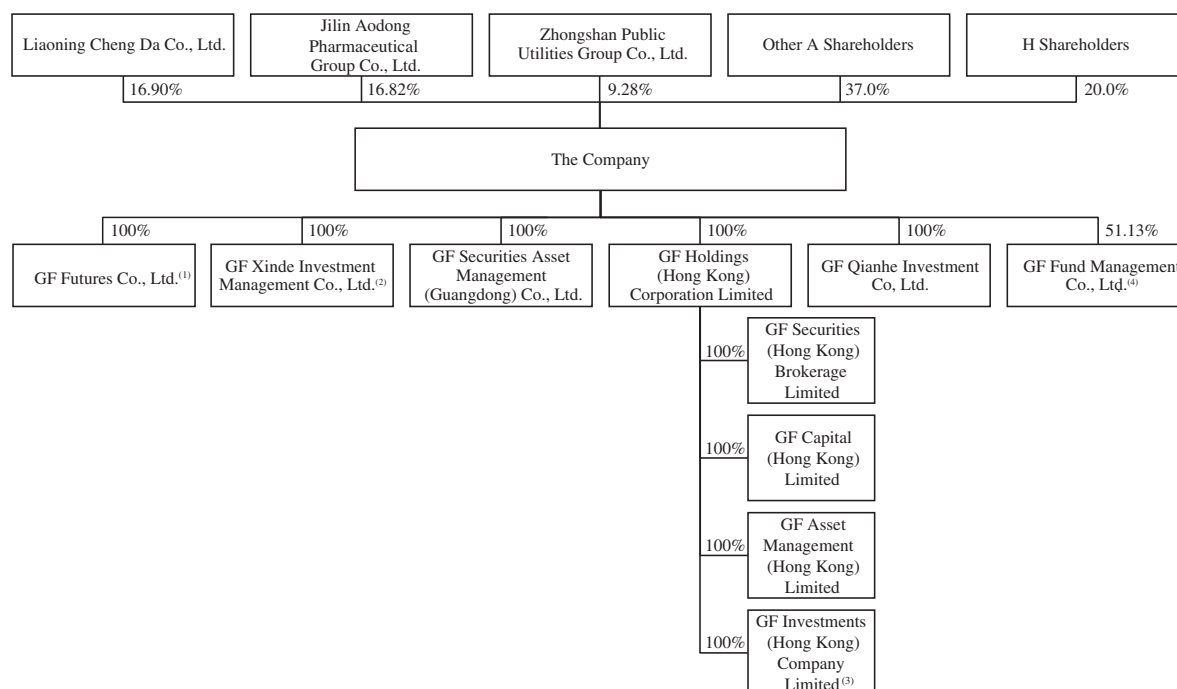 Liaoning Cheng Da Co., Ltd.
Jilin Aodong
Pharmaceutical
Group Co., Ltd.
Zhongshan Public
Utilities Group Co., Ltd.
Other A Shareholders
H Shareholders
16.90%
16.82%
9.28%
37.0%
20.0%
The Company
100%
100%
100%
100%
100%
51.13%
GF Futures Co., Ltd.(1)
GF Xinde Investment
Management Co., Ltd.(2)
GF Securities Asset
Management
(Guangdong) Co., Ltd.
GF Holdings
(Hong Kong)
Corporation Limited
GF Qianhe Investment
Co, Ltd.
GF Fund Management
Co., Ltd.(4)
100%
GF Securities
(Hong Kong)
Brokerage
Limited
100%
GF Capital
(Hong Kong)
Limited
100%
GF Asset
Management
(Hong Kong)
Limited
100%
GF Investments
(Hong Kong)
Company
Limited(3)